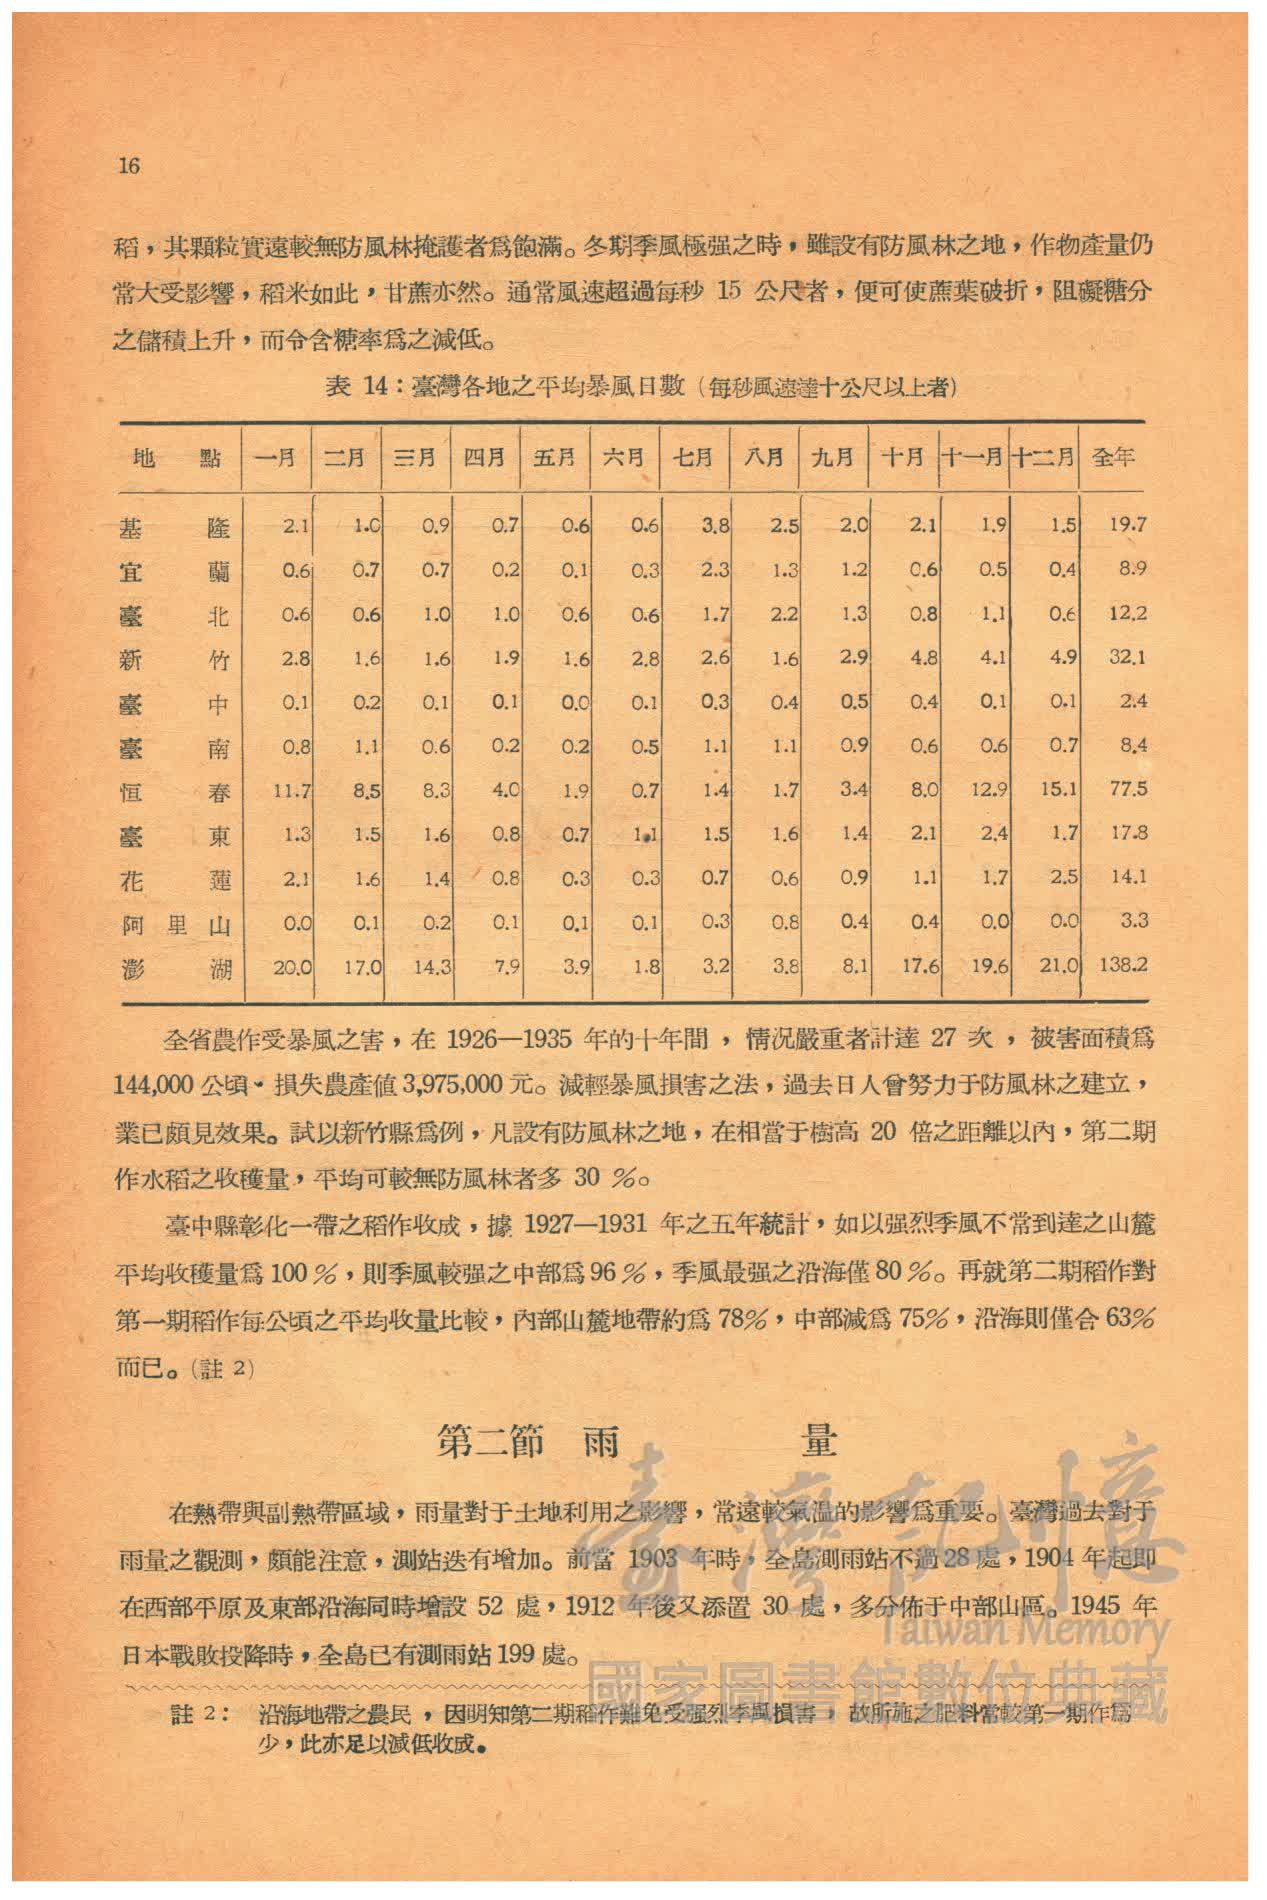 16
稻，其顆粒實遠較無防風林掩護者爲飽滿。冬期季風極强之時，雖設有防風林之地，作物產量仍
常大受影響，稻米如此，甘蔗亦然。通常風速超過每秒 15 公尺者，便可使蔗葉破折，阻礙糖分
之儲積上升，而令含糖率爲之減低。
表 14：臺灣各地之平均暴風日數（每秒風速達十公尺以上者）
地點 一月 二月 三月 四月 五月 六月 七月 八月 九月 十月 十一月 十二月 全年
基隆 2.1 1.0 0.9 0.7 0.6 0.6 3.8 2.5 2.0 2.1 1.9 1.5 19.7
宜蘭 0.6 0.7 0.7 0.2 0.1 0.3 2.3 1.3 1.2 0.6 0.5 0.4 8.9
臺北 0.6 0.6 1.0 1.0 0.6 0.6 1.7 2.2 1.3 0.8 1.1 0.6 12.2
新竹 2.8 1.6 1.6 1.9 1.6 2.8 2.6 1.6 2.9 4.8 4.1 4.9 32.1
臺中 0.1 0.2 0.1 0.1 0.0 0.1 0.3 0.4 0.5 0.4 0.1 0.1 2.4
臺南 0.8 1.1 0.6 0.2 0.2 0.5 1.1 1.1 0.9 0.6 0.6 0.7 8.4
恒春 11.7 8.5 8.3 4.0 1.9 0.7 1.4 1.7 3.4 8.0 12.9 15.1 77.5
臺東 1.3 1.5 1.6 0.8 0.7 1.1 1.5 1.6 1.4 2.1 2.4 1.7 17.8
花蓮 2.1 1.6 1.4 0.8 0.3 0.3 0.7 0.6 0.9 1.1 1.7 2.5 14.1
阿里山 0.0 0.1 0.2 0.1 0.1 0.1 0.3 0.8 0.4 0.4 0.0 0.0 3.3
澎湖 20.0 17.0 14.3 7.9 3.9 1.8 3.2 3.8 8.1 17.6 19.6 21.0 138.2
全省農作受暴風之害，在 1926—1935 年的十年間，情況嚴重者計達 27 次，被害面積爲
144,000 公頃、損失農產值 3,975,000 元。減輕暴風損害之法，過去日人曾努力于防風林之建立，
業已頗見效果。試以新竹縣爲例，凡設有防風林之地，在相當于樹高 20 倍之距離以內，第二期
作水稻之收穫量，平均可較無防風林者多 30 %。
臺中縣彰化一帶之稻作收成，據 1927—1931 年之五年統計，如以强烈季風不常到達之山麓
平均收穫量爲 100 %，則季風較强之中部爲 96 %，季風最强之沿海僅 80 %。再就第二期稻作對
第一期稻作每公頃之平均收量比較，內部山麓地帶約爲 78%，中部減爲 75%，沿海則僅合 63%
而已。（註 2）
第二節 雨量
在熱帶與副熱帶區域，雨量對于土地利用之影響，常遠較氣溫的影響爲重要。臺灣過去對于
雨量之觀測，頗能注意，測站迭有增加。前當 1903 年時，全島測雨站不過 28 處，1904 年起即
在西部平原及東部沿海同時增設 52 處，1912 年後又添置 30 處，多分佈于中部山區。1945 年
日本戰敗投降時，全島已有測雨站 199 處。
註 2： 沿海地帶之農民，因明知第二期稻作難免受强烈季風損害，故所施之肥料常較第一期作爲
少，此亦足以減低收成。
臺灣記憶
Taiwan Memory
國家圖書館數位典藏